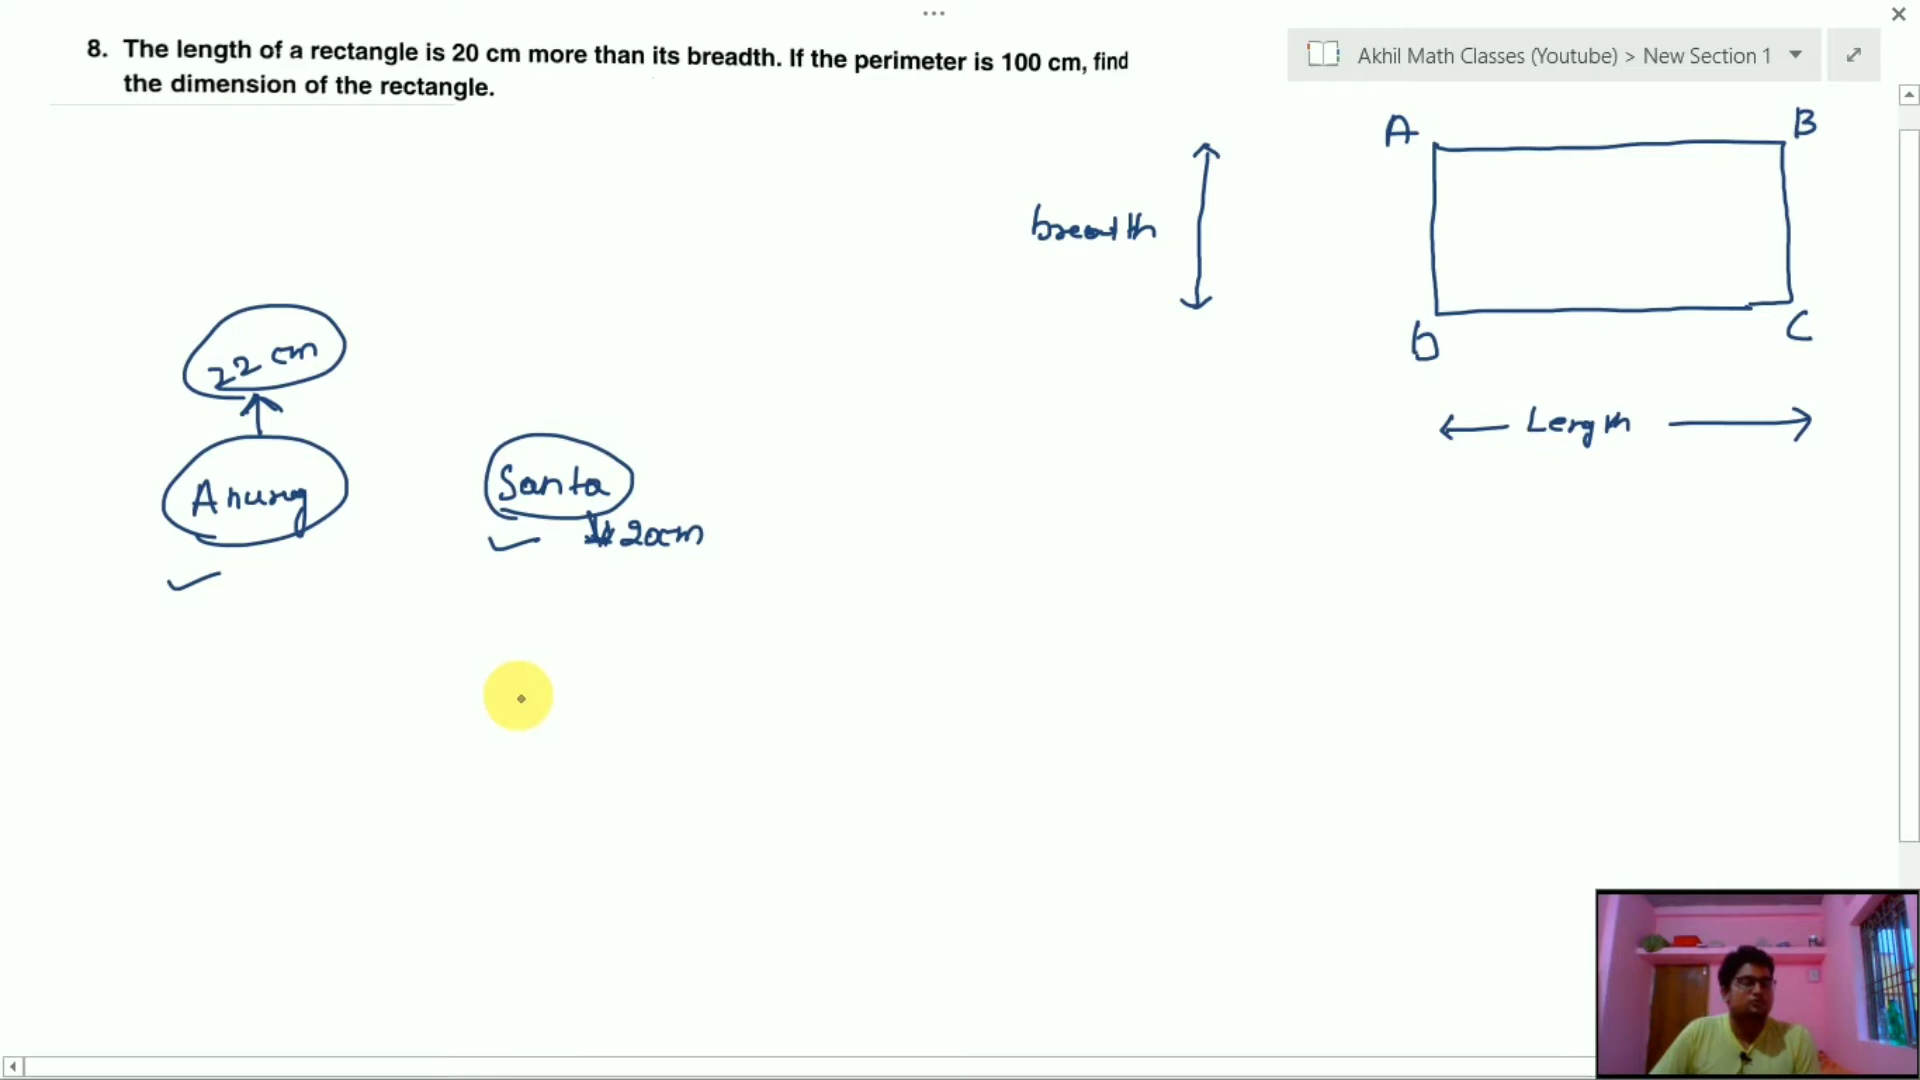 8. The length of a rectangle is 20 cm more than its breadth. If the perimeter is 100 cm, find
the dimension of the rectangle.
Akhil Math Classes (Youtube) > New Section 1
A
B
breadth
D
C
Length
22 cm
Anurag
Santa
20cm